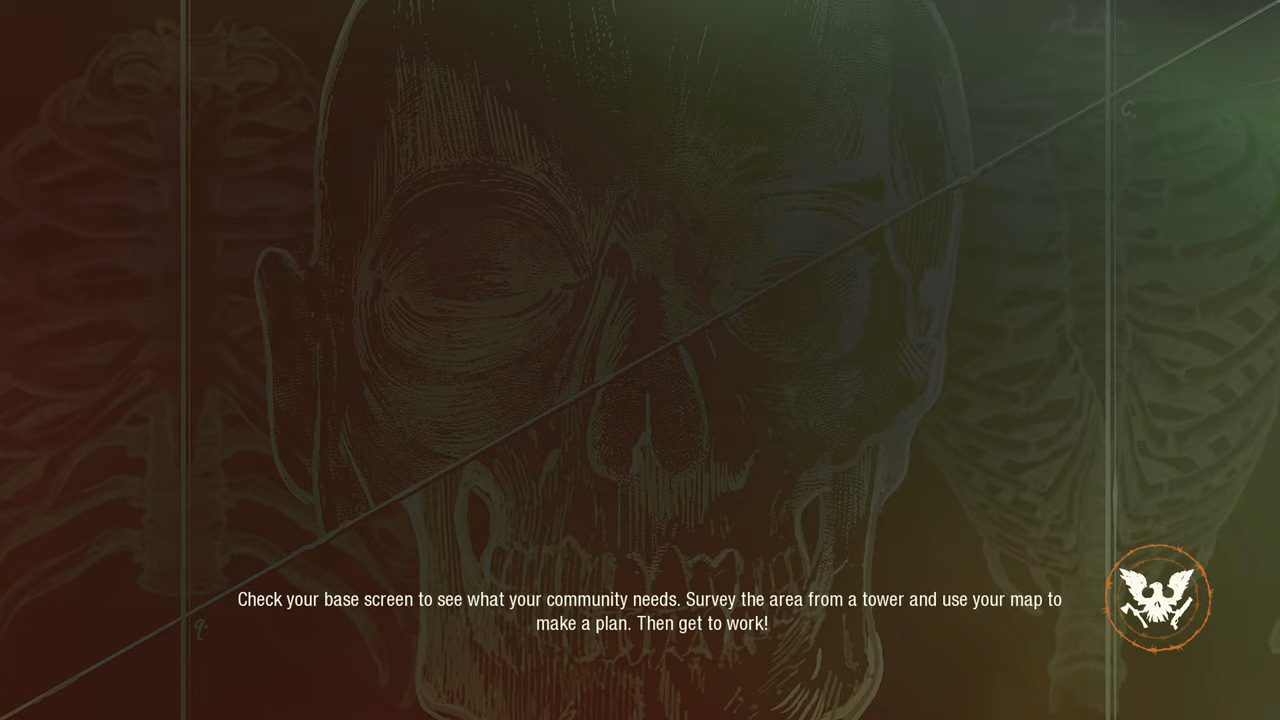 Check your base screen to see what your community needs. Survey the area from a tower and use your map to
make a plan. Then get to work!
c.